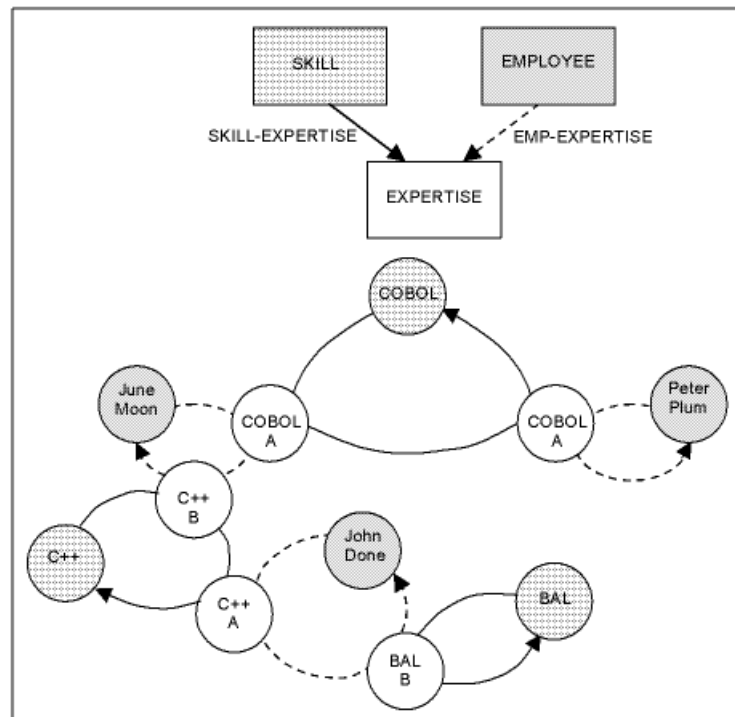 SKILL
EMPLOYEE
SKILL-EXPERTISE
EMP-EXPERTISE
EXPERTISE
COBOL
June
Moon
COBOL
A
COBOL
A
Peter
Plum
C++
B
C++
John
Done
C++
A
BAL
BAL
B